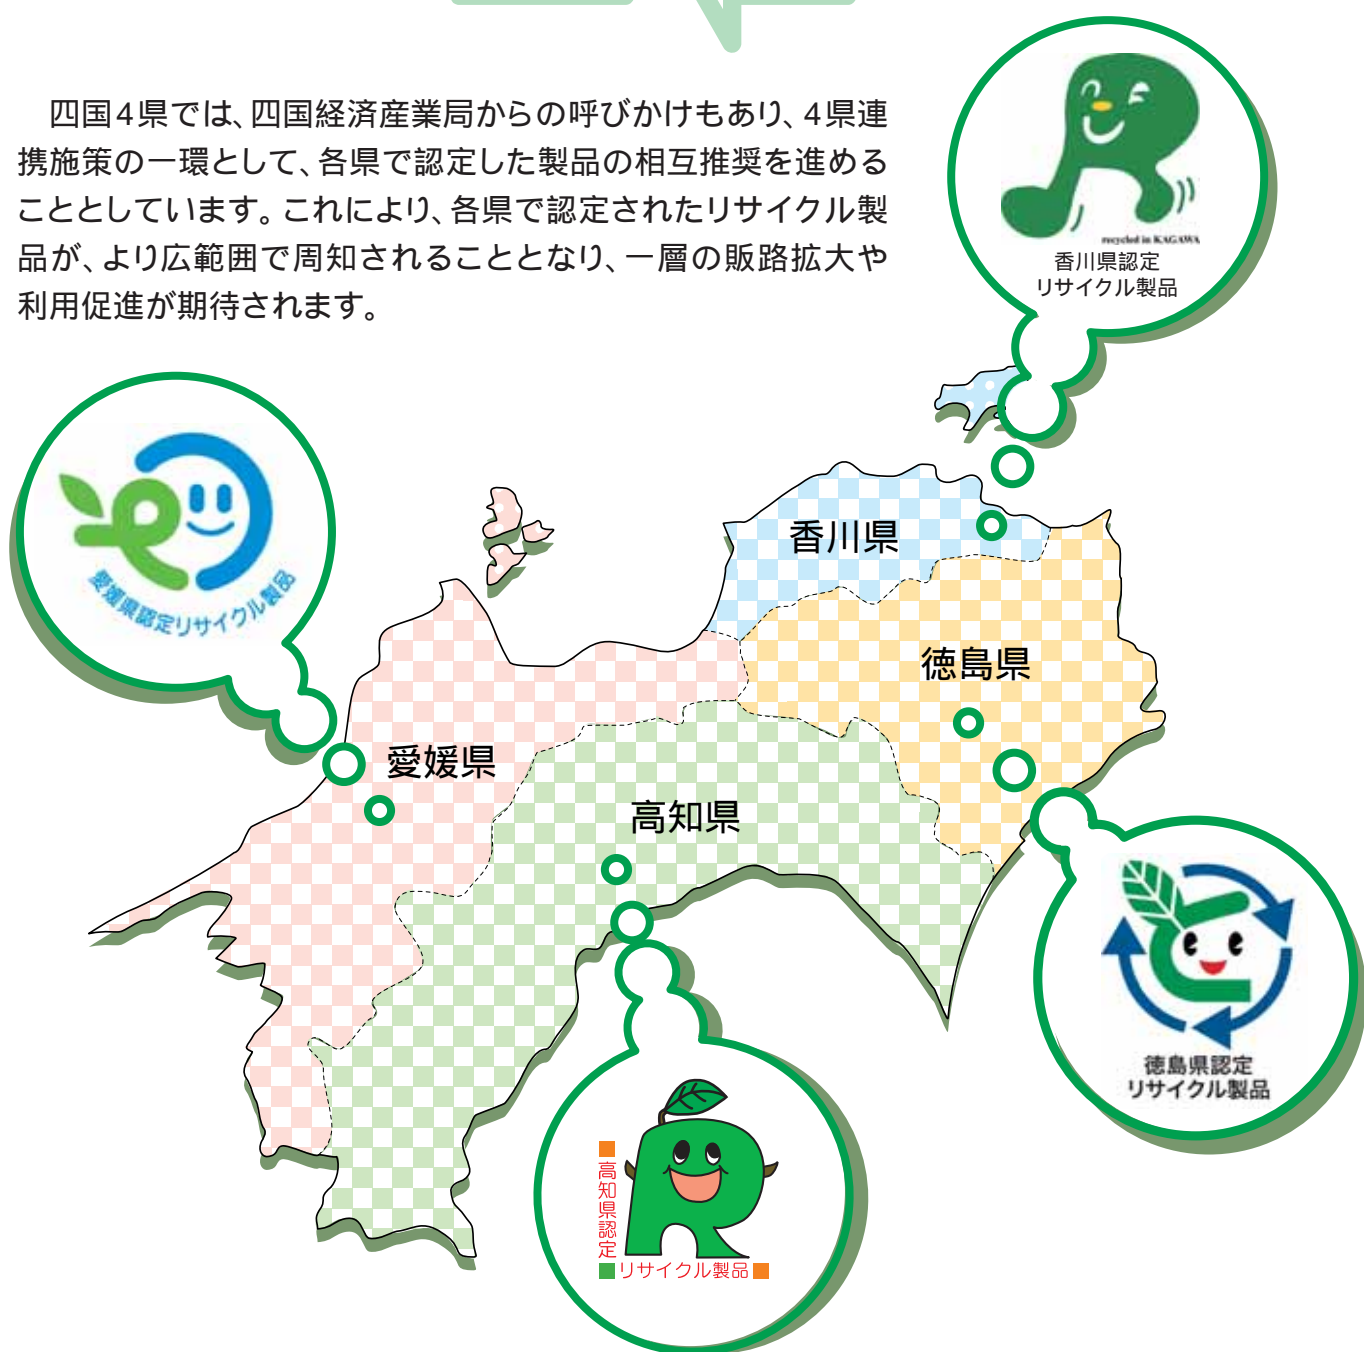 四国4県では、四国経済産業局からの呼びかけもあり、4県連
携施策の一環として、各県で認定した製品の相互推奨を進める
こととしています。これにより、各県で認定されたリサイクル製
品が、より広範囲で周知されることとなり、一層の販路拡大や
利用促進が期待されます。
recycled in KAGAWA
香川県認定
リサイクル製品
愛媛県認定リサイクル製品
香川県
徳島県
愛媛県
高知県
徳島県認定
リサイクル製品
高知県認定
リサイクル製品